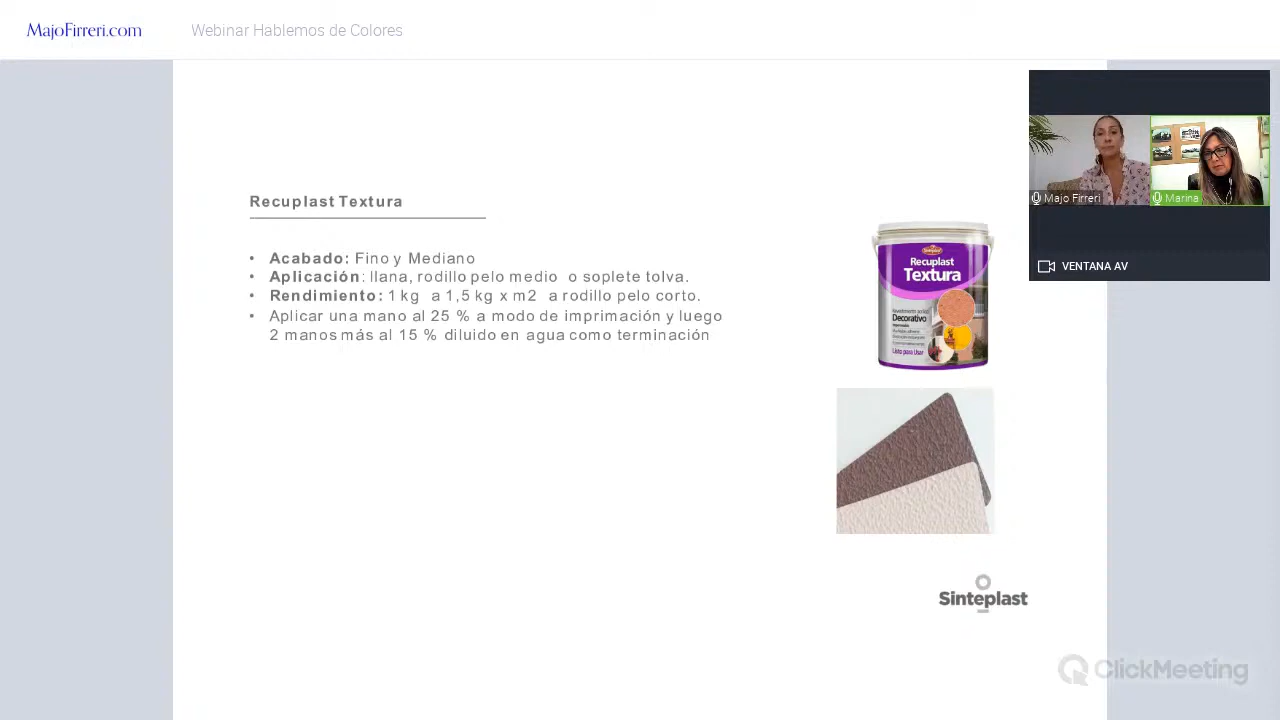 MajoFirreri.com
Webinar Hablemos de Colores
Recuplast Textura
• Acabado: Fino y Mediano
• Aplicación: llana, rodillo pelo medio o soplete tolva.
• Rendimiento: 1 kg a 1,5 kg x m2 a rodillo pelo corto.
• Aplicar una mano al 25 % a modo de imprimación y luego
2 manos más al 15 % diluido en agua como terminación
Sinteplast
Recuplast
Textura
Decorativo
Listo para Usar
Majo Firreri
Marina
VENTANA AV
Sinteplast
ClickMeeting